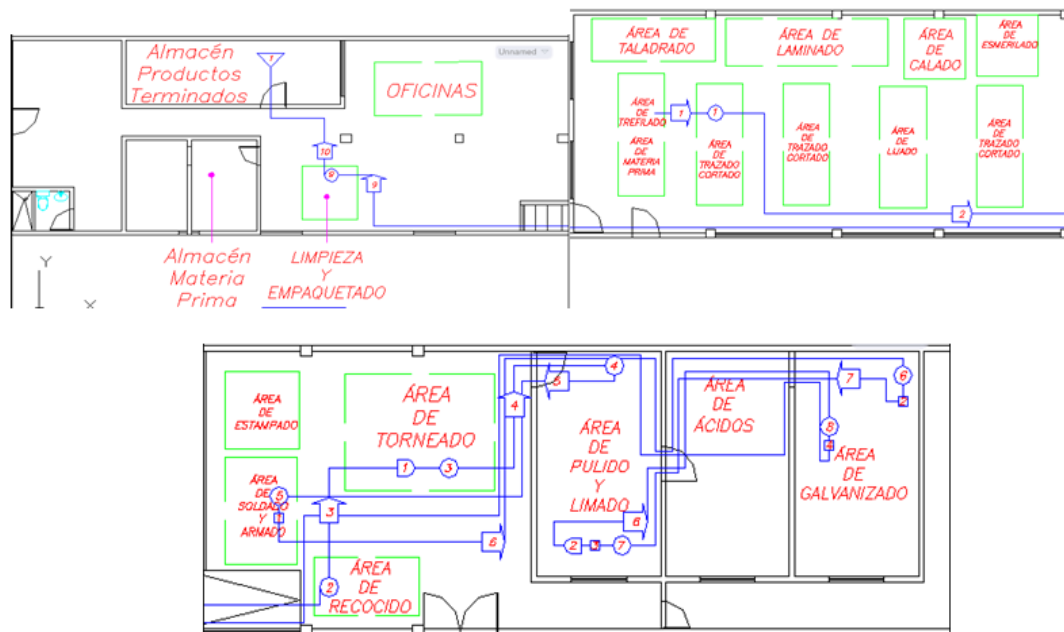 Almacén
Productos
Terminados
1
Unnamed
OFICINAS
10
9
9
Almacén
Materia
Prima
LIMPIEZA
Y
EMPAQUETADO
Y
X
ÁREA DE
TALADRADO
ÁREA DE
LAMINADO
ÁREA
DE
CALADO
ÁREA
DE
ESMERILADO
ÁREA
DE
TREFILADO
ÁREA
DE
MATERIA
PRIMA
1
1
ÁREA
DE
TRAZADO
CORTADO
ÁREA
DE
TRAZADO
CORTADO
ÁREA
DE
LIJADO
ÁREA
DE
TRAZADO
CORTADO
2
ÁREA
DE
ESTAMPADO
ÁREA
DE
TORNEADO
4
5
4
1
3
ÁREA
DE
SOLDADO
Y
ARMADO
5
1
3
6
2
ÁREA
DE
RECOCIDO
ÁREA
DE
PULIDO
Y
LIMADO
8
2
3
7
ÁREA
DE
ÁCIDOS
7
6
2
8
4
ÁREA
DE
GALVANIZADO